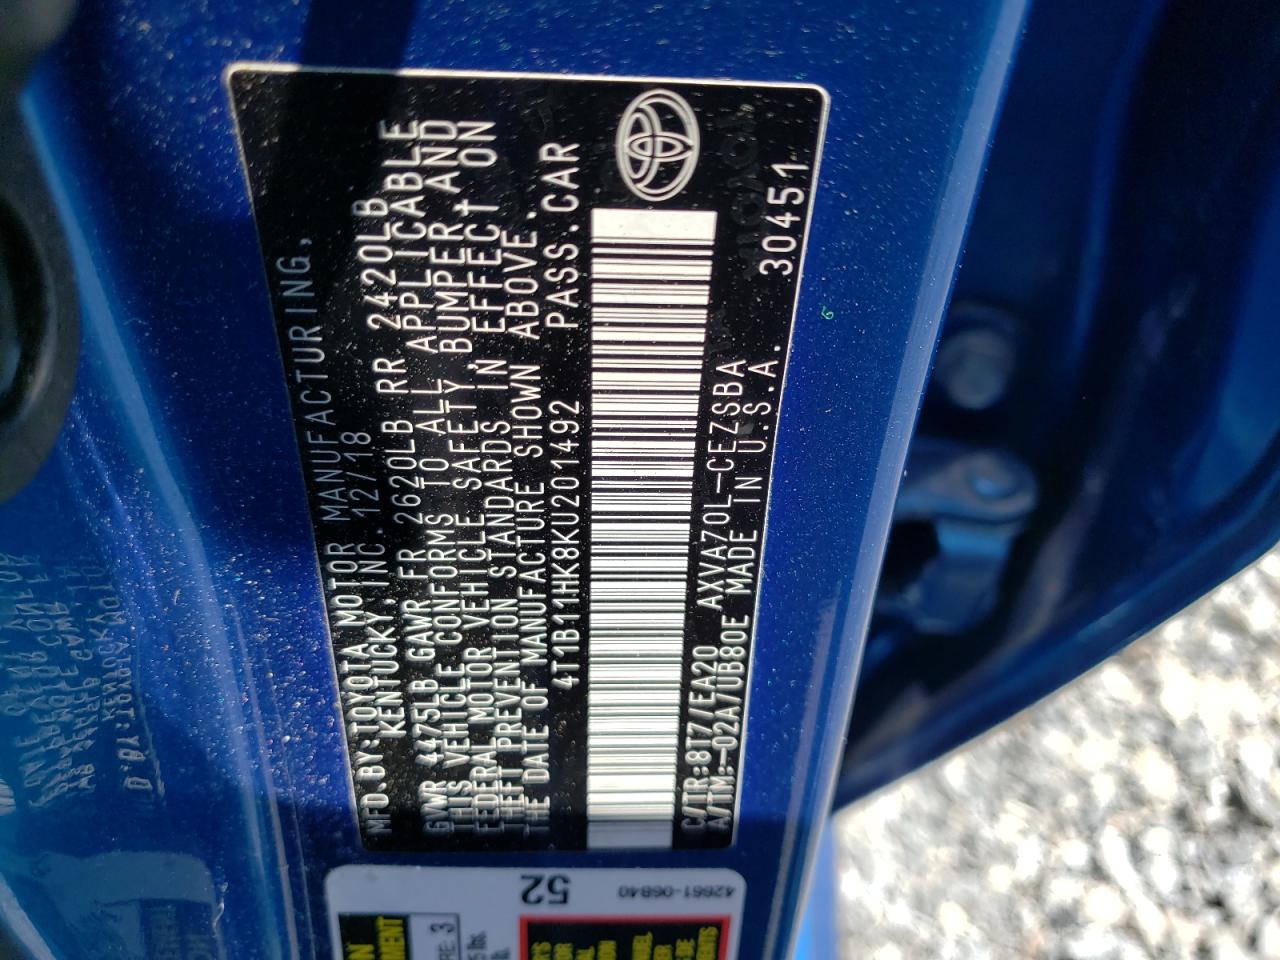 MFD.BY:TOYOTA MOTOR MANUFACTURING,
KENTUCKY,INC. 12/18
GVWR 4475LB GAWR FR 2620LB RR 2420LB
THIS VEHICLE CONFORMS TO ALL APPLICABLE
FEDERAL MOTOR VEHICLE SAFETY,BUMPER,AND
THEFT PREVENTION STANDARDS IN EFFECT ON
THE DATE OF MANUFACTURE SHOWN ABOVE.
4T1B11HK8KU201492 PASS.CAR
C/TR:8T7/EA20 AXVA70L-CEZSBA
A/TM:-02A/UB80E MADE IN U.S.A. 30451
52
42661-06B40